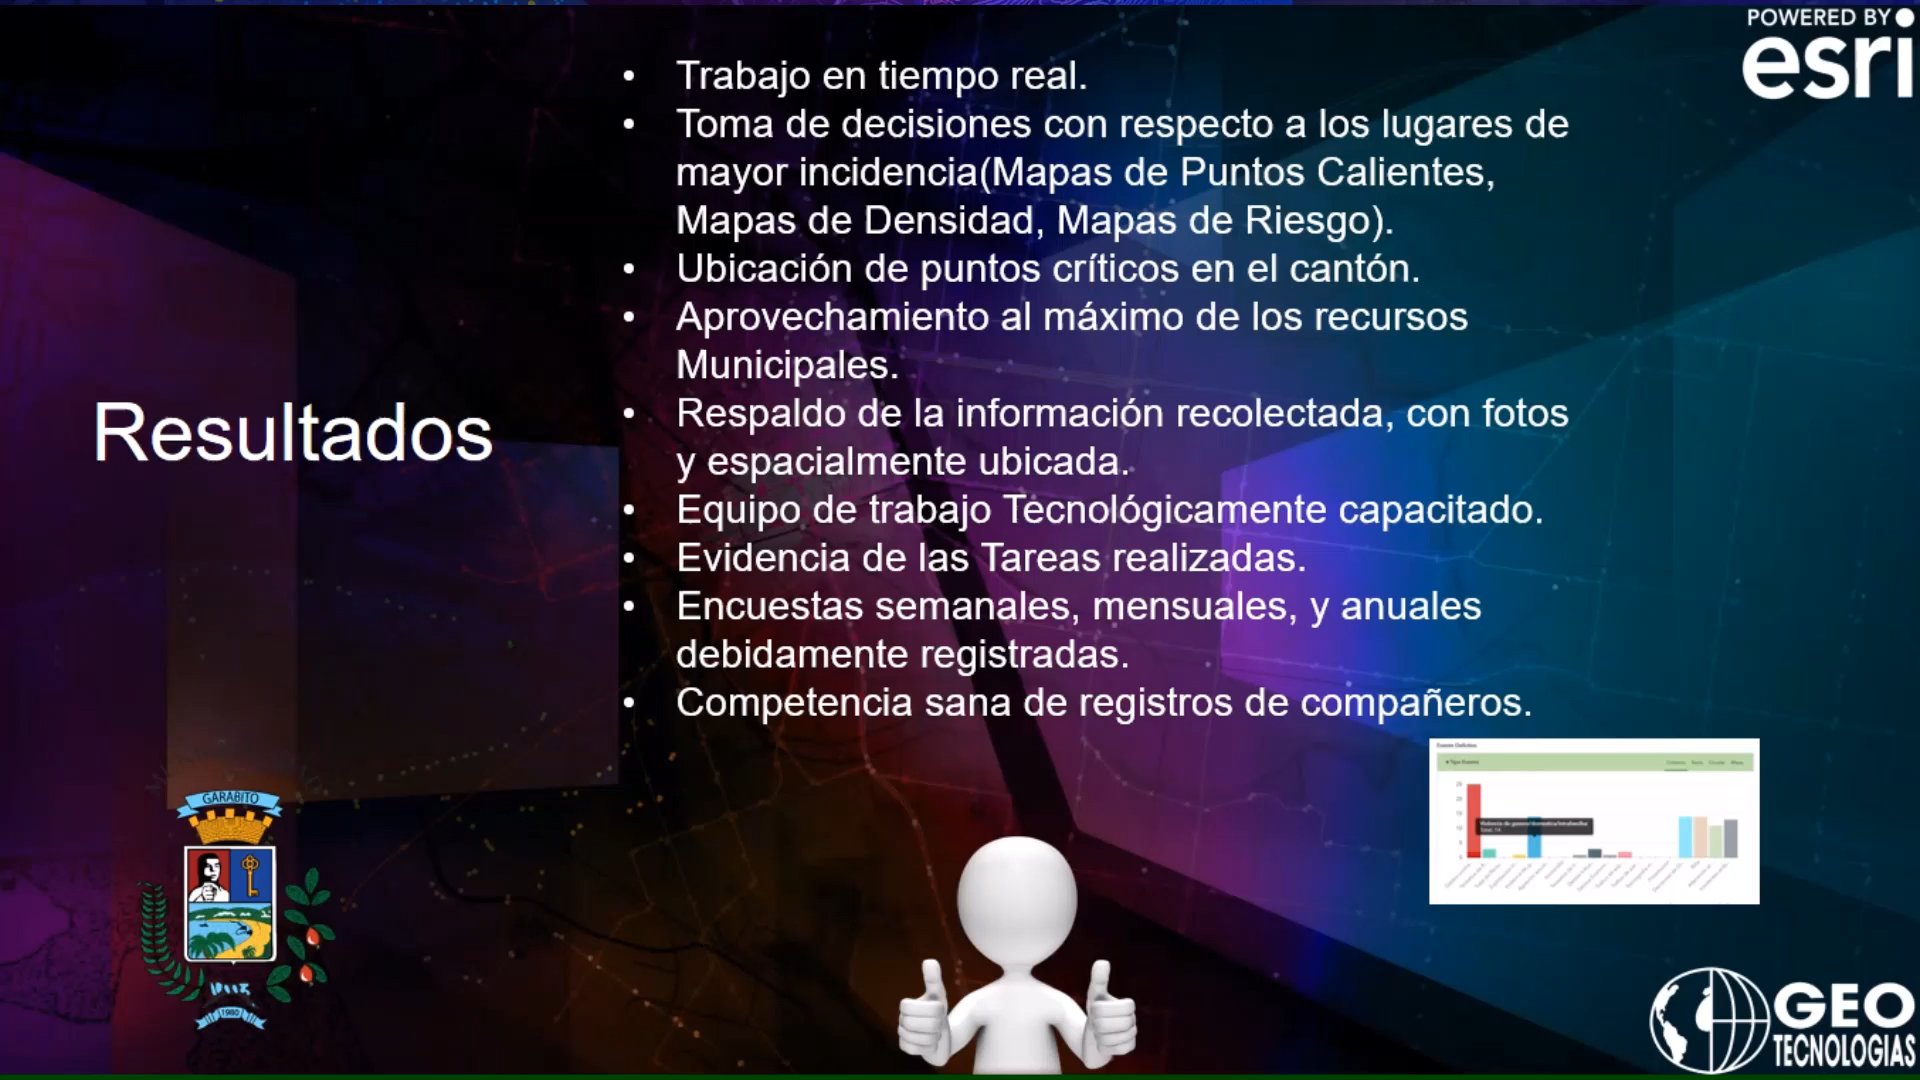 POWERED BY
esri
Resultados
• Trabajo en tiempo real.
• Toma de decisiones con respecto a los lugares de
mayor incidencia(Mapas de Puntos Calientes,
Mapas de Densidad, Mapas de Riesgo).
• Ubicación de puntos críticos en el cantón.
• Aprovechamiento al máximo de los recursos
Municipales.
• Respaldo de la información recolectada, con fotos
y espacialmente ubicada.
• Equipo de trabajo Tecnológicamente capacitado.
• Evidencia de las Tareas realizadas.
• Encuestas semanales, mensuales, y anuales
debidamente registradas.
• Competencia sana de registros de compañeros.
GARABITO
1980
GEO
TECNOLOGIAS